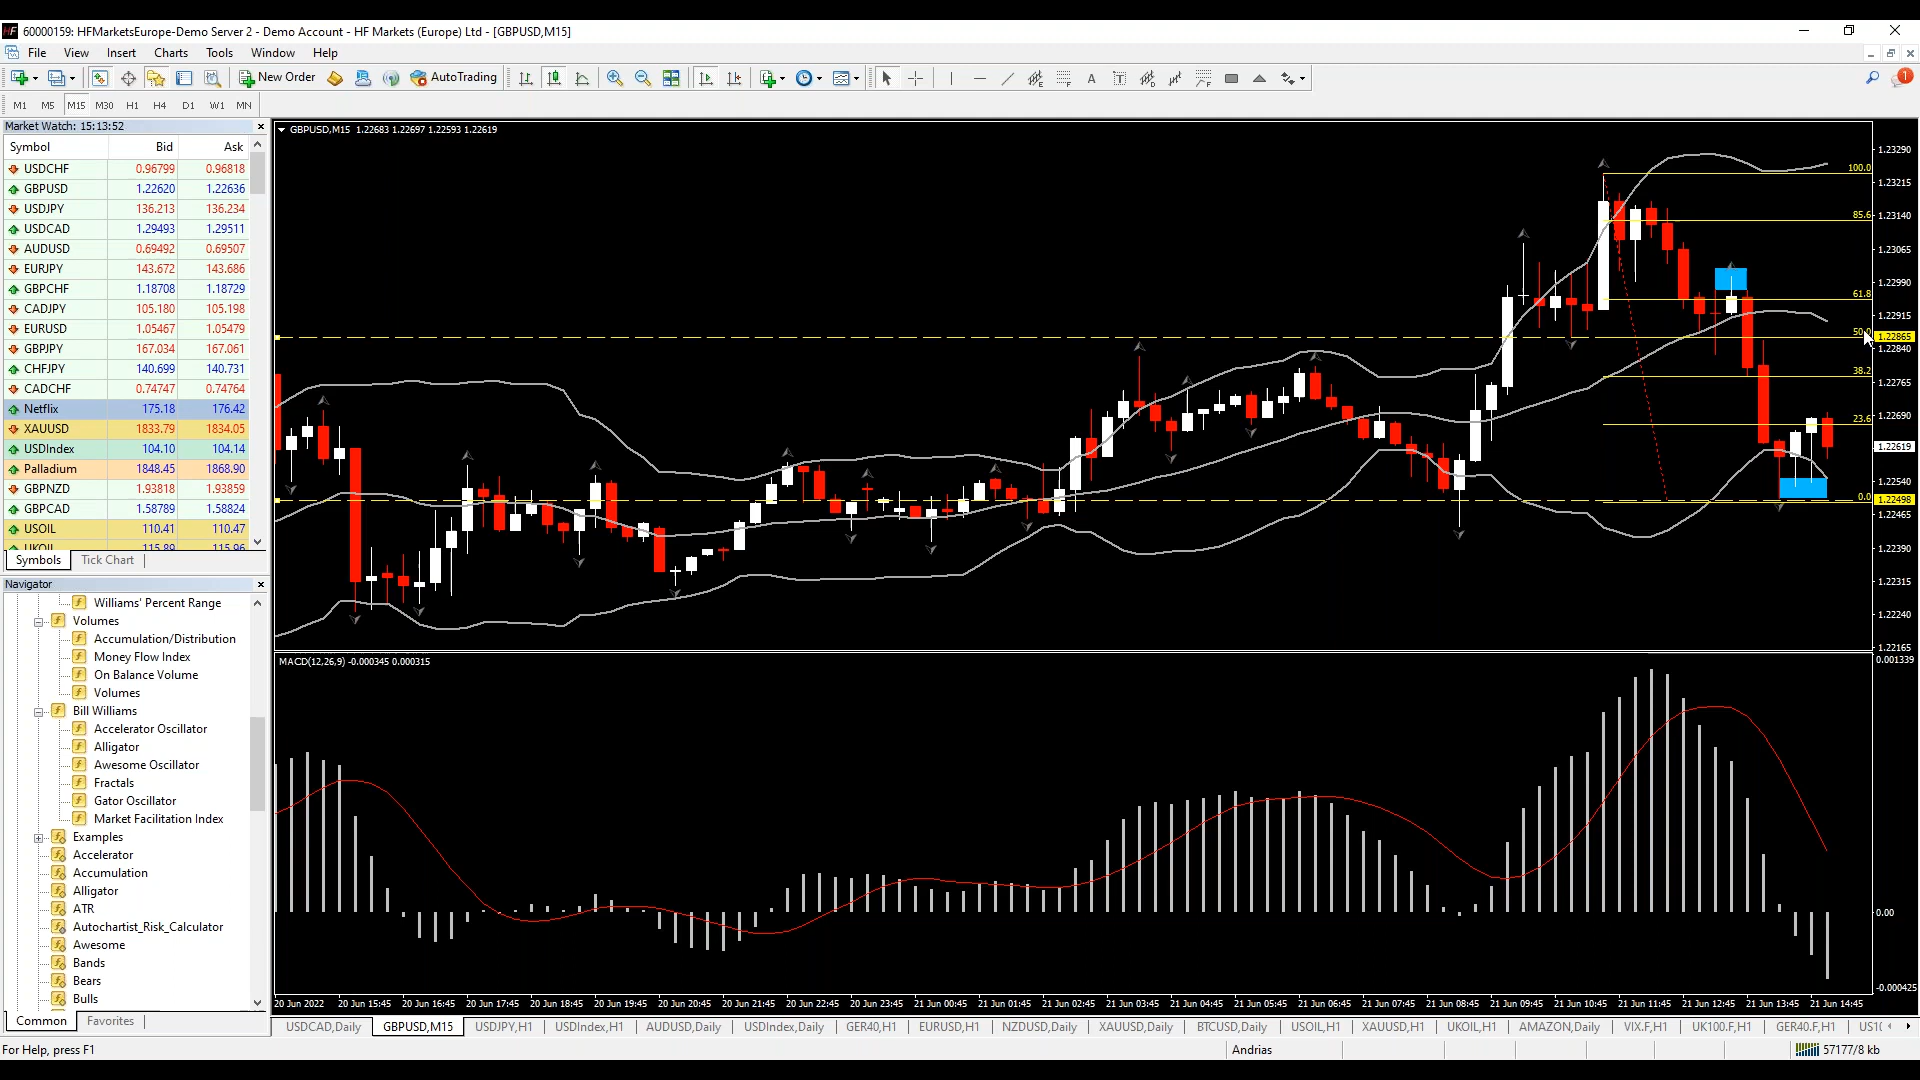 60000159: HFMarketsEurope-Demo Server 2 - Demo Account - HF Markets (Europe) Ltd - [GBPUSD,M15]
File View Insert Charts Tools Window Help
New Order AutoTrading 1
M1 M5 M15 M30 H1 H4 D1 W1 MN
Market Watch: 15:13:52
Symbol Bid Ask
USDCHF 0.96799 0.96818
GBPUSD 1.22620 1.22636
USDJPY 136.213 136.234
USDCAD 1.29493 1.29511
AUDUSD 0.69492 0.69507
EURJPY 143.672 143.686
GBPCHF 1.18708 1.18729
CADJPY 105.180 105.198
EURUSD 1.05467 1.05479
GBPJPY 167.034 167.061
CHFJPY 140.699 140.731
CADCHF 0.74747 0.74764
Netflix 175.18 176.42
XAUUSD 1833.79 1834.05
USDIndex 104.10 104.14
Palladium 1848.45 1868.90
GBPNZD 1.93818 1.93859
GBPCAD 1.58789 1.58824
USOIL 110.41 110.47
UKOIL 115.89 115.96
Symbols Tick Chart
Navigator
Williams' Percent Range
Volumes
Accumulation/Distribution
Money Flow Index
On Balance Volume
Volumes
Bill Williams
Accelerator Oscillator
Alligator
Awesome Oscillator
Fractals
Gator Oscillator
Market Facilitation Index
Examples
Accelerator
Accumulation
Alligator
ATR
Autochartist_Risk_Calculator
Awesome
Bands
Bears
Bulls
Common Favorites
GBPUSD,M15 1.22683 1.22697 1.22593 1.22619
100.0
85.6
61.8
50.0
38.2
23.6
0.0
1.23290
1.23215
1.23140
1.23065
1.22990
1.22915
1.22865
1.22840
1.22765
1.22690
1.22619
1.22540
1.22498
1.22465
1.22390
1.22315
1.22240
1.22165
MACD(12,26,9) -0.000345 0.000315
0.001339
0.00
-0.000425
20 Jun 2022 20 Jun 15:45 20 Jun 16:45 20 Jun 17:45 20 Jun 18:45 20 Jun 19:45 20 Jun 20:45 20 Jun 21:45 20 Jun 22:45 20 Jun 23:45 21 Jun 00:45 21 Jun 01:45 21 Jun 02:45 21 Jun 03:45 21 Jun 04:45 21 Jun 05:45 21 Jun 06:45 21 Jun 07:45 21 Jun 08:45 21 Jun 09:45 21 Jun 10:45 21 Jun 11:45 21 Jun 12:45 21 Jun 13:45 21 Jun 14:45
USDCAD,Daily GBPUSD,M15 USDJPY,H1 USDIndex,H1 AUDUSD,Daily USDIndex,Daily GER40,H1 EURUSD,H1 NZDUSD,Daily XAUUSD,Daily BTCUSD,Daily USOIL,H1 XAUUSD,H1 UKOIL,H1 AMAZON,Daily VIX.F,H1 UK100.F,H1 GER40.F,H1
For Help, press F1 Andrias 57177/8 kb